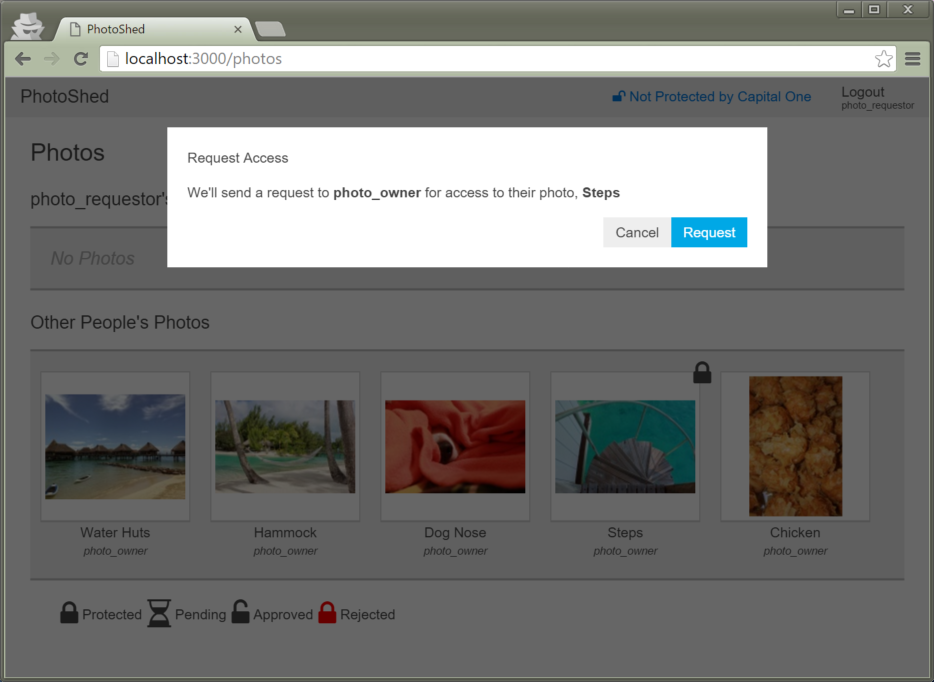 PhotoShed
localhost:3000/photos
PhotoShed
Not Protected by Capital One
Logout
photo_requestor
Photos
Request Access
We'll send a request to photo_owner for access to their photo, Steps
Cancel
Request
photo_requestor's
No Photos
Other People's Photos
Water Huts
photo_owner
Hammock
photo_owner
Dog Nose
photo_owner
Steps
photo_owner
Chicken
photo_owner
Protected
Pending
Approved
Rejected